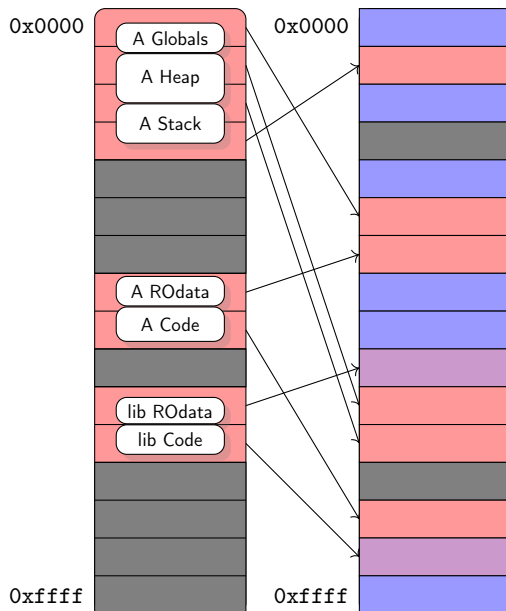 0x0000
0x0000
A Globals
A Heap
A Stack
A ROdata
A Code
lib ROdata
lib Code
0xffff
0xffff